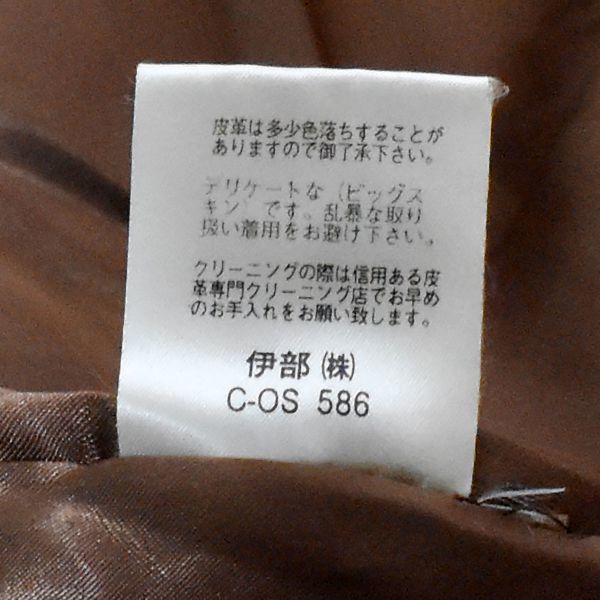 皮革は多少色落ちすることが
ありますので御了承下さい。
デリケートな（ビッグス
キン）です。乱暴な取り
扱い着用をお避け下さい。
クリーニングの際は信用ある皮
革専門クリーニング店でお早め
のお手入れをお願い致します。
伊部（株）
C-OS 586